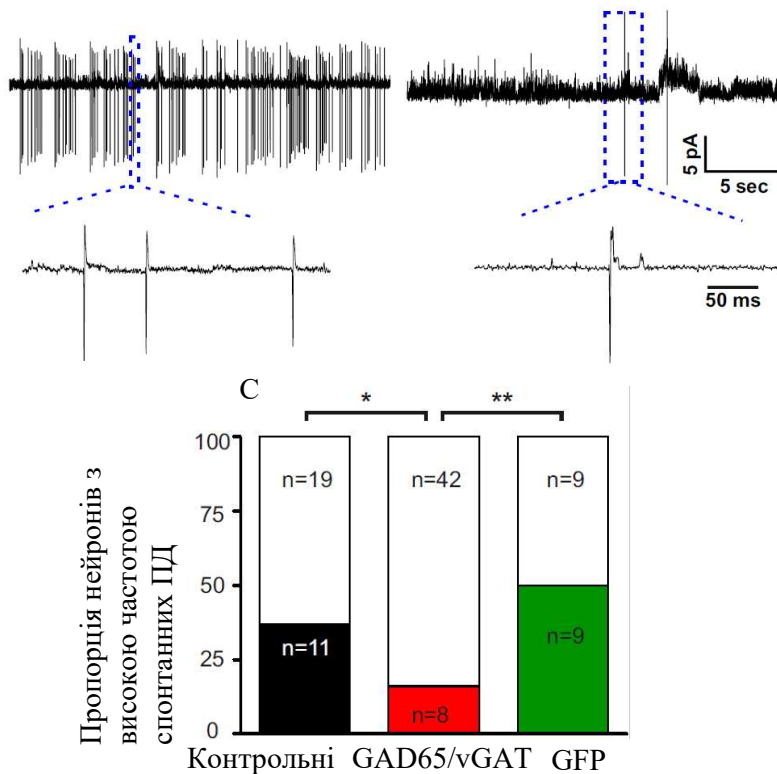 5 pA
5 sec
50 ms
C
*
**
Пропорція нейронів з
високою частотою
спонтанних ПД
100
75
50
25
0
n=19
n=42
n=9
n=11
n=8
n=9
Контрольні
GAD65/vGAT
GFP